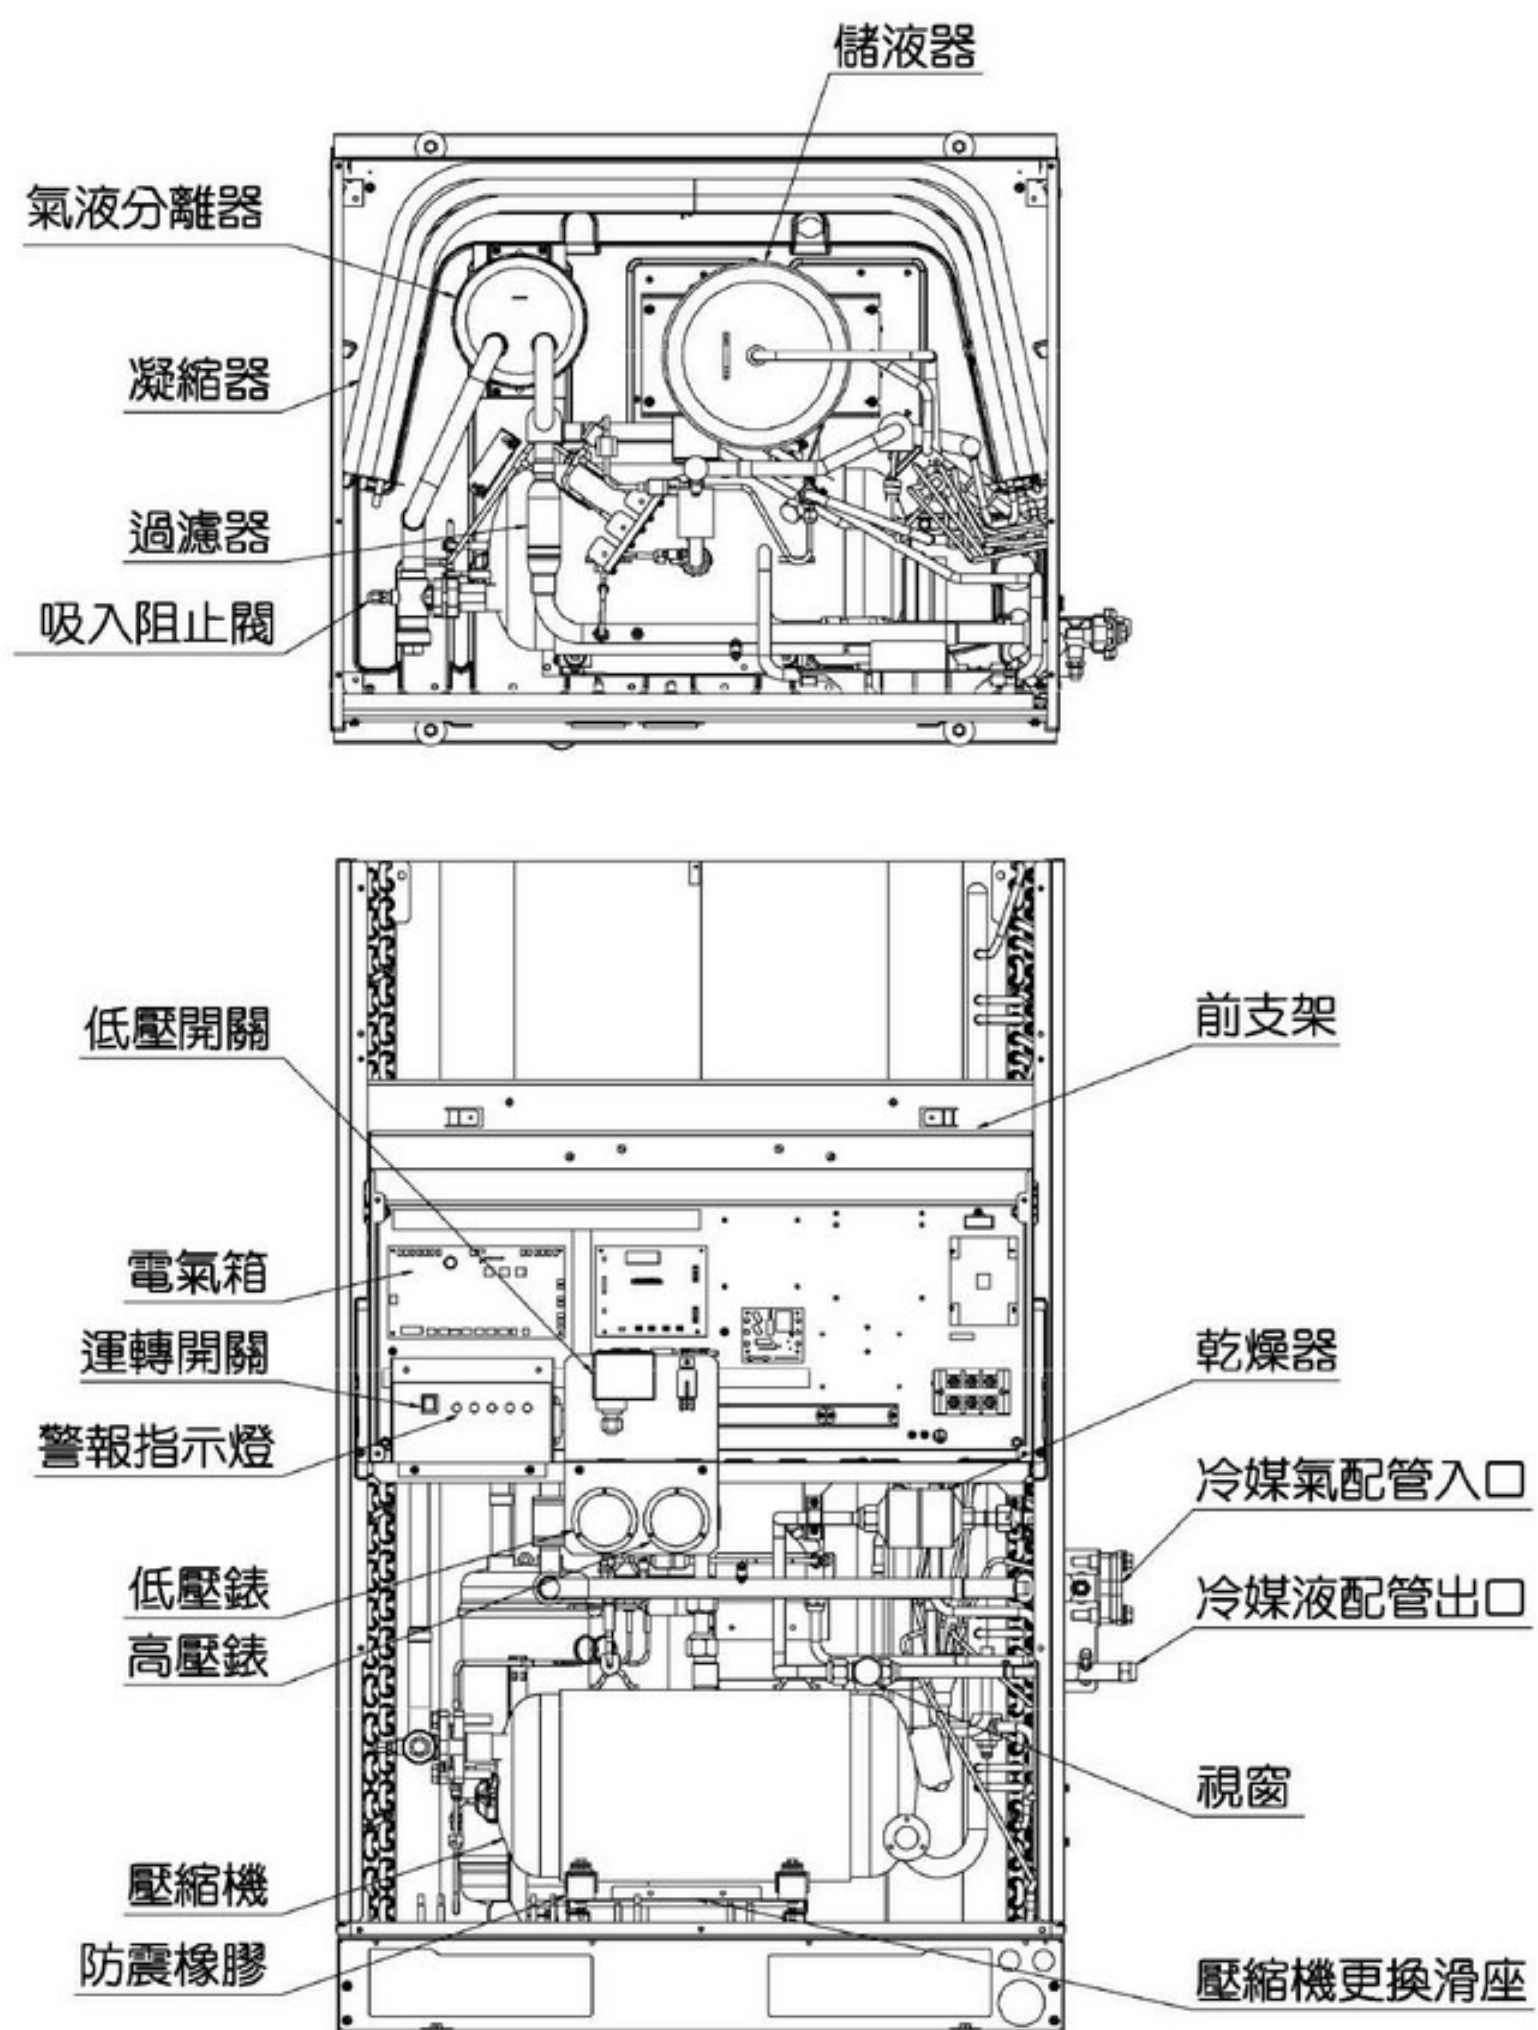 儲液器
氣液分離器
凝縮器
過濾器
吸入阻止閥
低壓開關
前支架
電氣箱
運轉開關
乾燥器
警報指示燈
冷媒氣配管入口
低壓錶
冷媒液配管出口
高壓錶
視窗
壓縮機
防震橡膠
壓縮機更換滑座